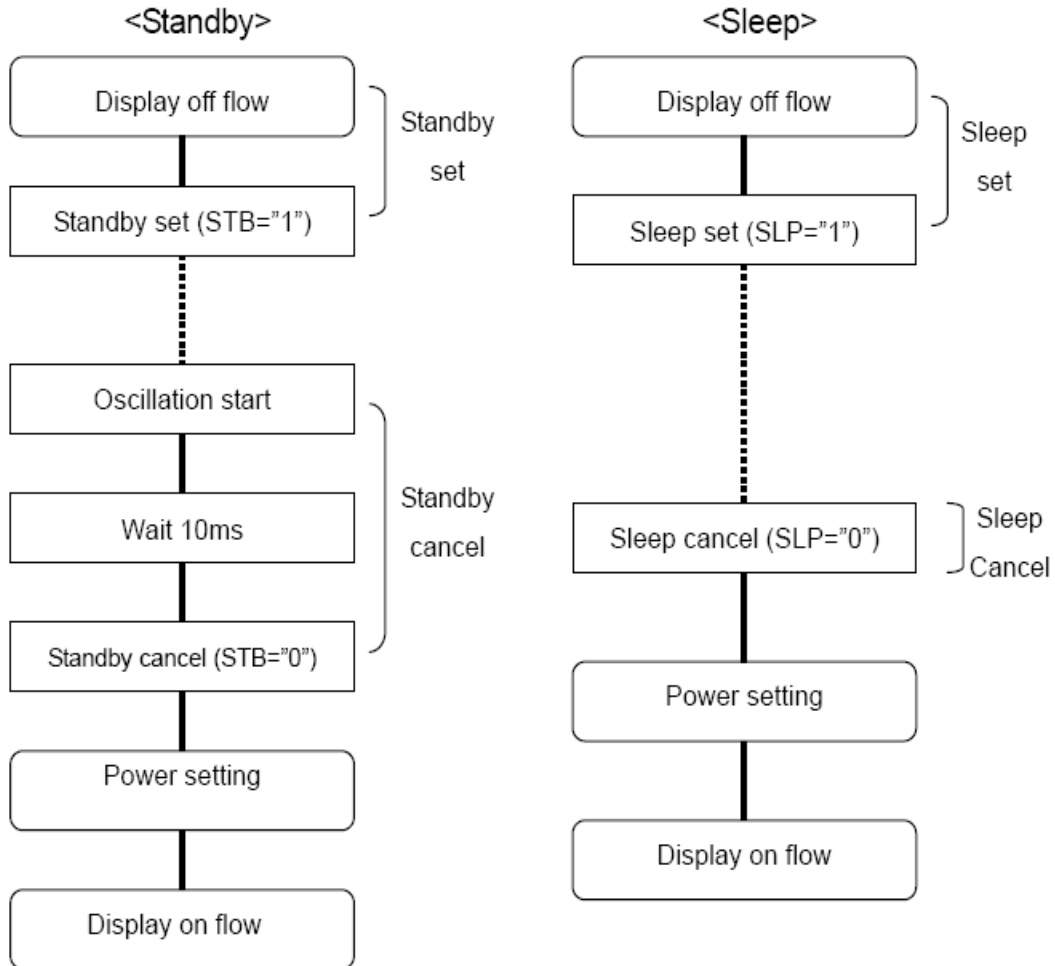 <Standby>
Display off flow
Standby
set
Standby set (STB=”1”)
Oscillation start
Wait 10ms
Standby
cancel
Standby cancel (STB=”0”)
Power setting
Display on flow
<Sleep>
Display off flow
Sleep
set
Sleep set (SLP=”1”)
Sleep cancel (SLP=”0”)
Sleep
Cancel
Power setting
Display on flow